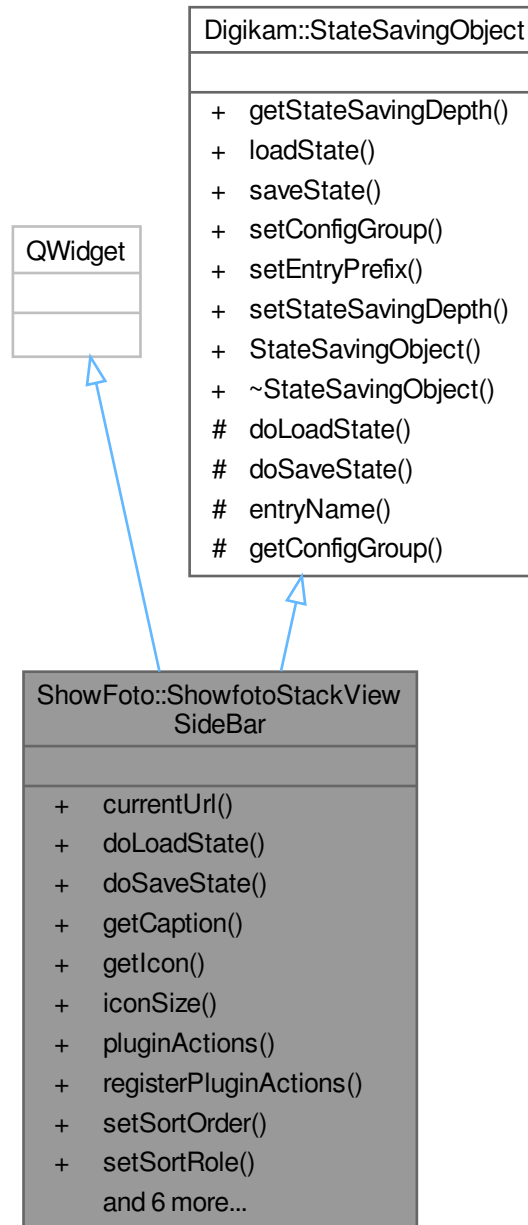 Digikam::StateSavingObject
+ getStateSavingDepth()
+ loadState()
+ saveState()
+ setConfigGroup()
+ setEntryPrefix()
+ setStateSavingDepth()
+ StateSavingObject()
+ ~StateSavingObject()
# doLoadState()
# doSaveState()
# entryName()
# getConfigGroup()
QWidget
ShowFoto::ShowfotoStackView
SideBar
+ currentUrl()
+ doLoadState()
+ doSaveState()
+ getCaption()
+ getIcon()
+ iconSize()
+ pluginActions()
+ registerPluginActions()
+ setSortOrder()
+ setSortRole()
and 6 more...